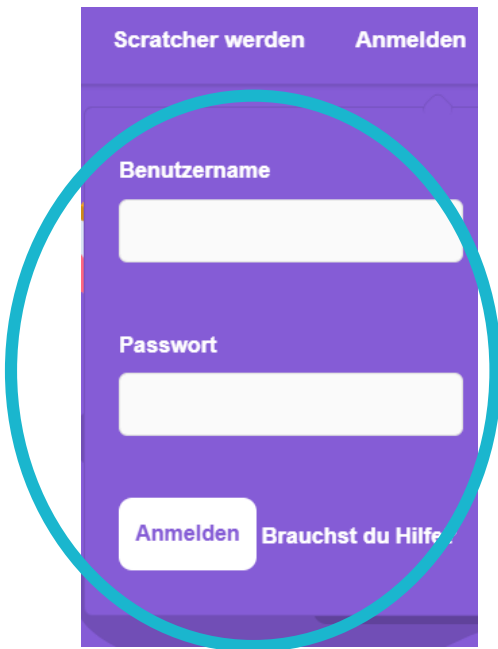 Scratcher werden Anmelden
Benutzername
Passwort
Anmelden Brauchst du Hilfe?